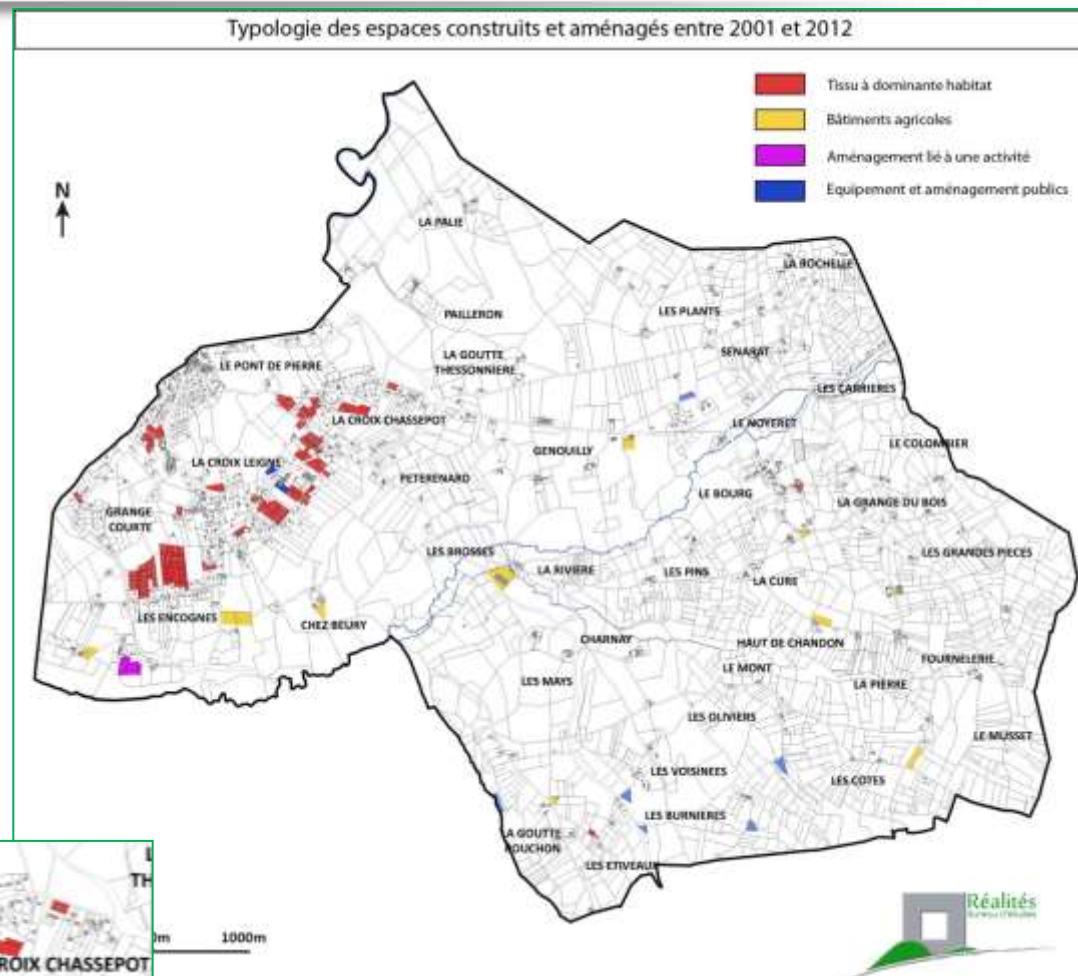 Typologie des espaces construits et aménagés entre 2001 et 2012
Tissu à dominante habitat
Bâtiments agricoles
Aménagement lié à une activité
Equipement et aménagement publics
N
LA PALIE
LA ROCHELLE
PAILLERON
LES PLANTS
LE PONT DE PIERRE
LA GOUTTE
THESSONNIERE
SENARAT
LES CARRIERES
LA CROIX CHASSEPOT
LE NOYERET
LE COLOMBIER
LA CROIX LEIGNE
GENOUILLY
PETERENARD
LE BOURG
LA GRANGE DU BOIS
GRANGE
COURTE
LES BROSSES
LA RIVIERE
LES PINS
LES GRANDES PIECES
LA CURE
LES ENCOGNES
CHEZ BEURY
CHARNAY
HAUT DE CHANDON
LE MONT
FOURNELERIE
LES MAYS
LA PIERRE
LES OLIVIERS
LE MUSSET
LES VOISINEES
LES COTES
LES BURNIERES
LA GOUTTE
POUCHON
LES ETIVEAUX
L
TH
0m 1000m
ROIX CHASSEPOT
Réalités
Bureau d'études